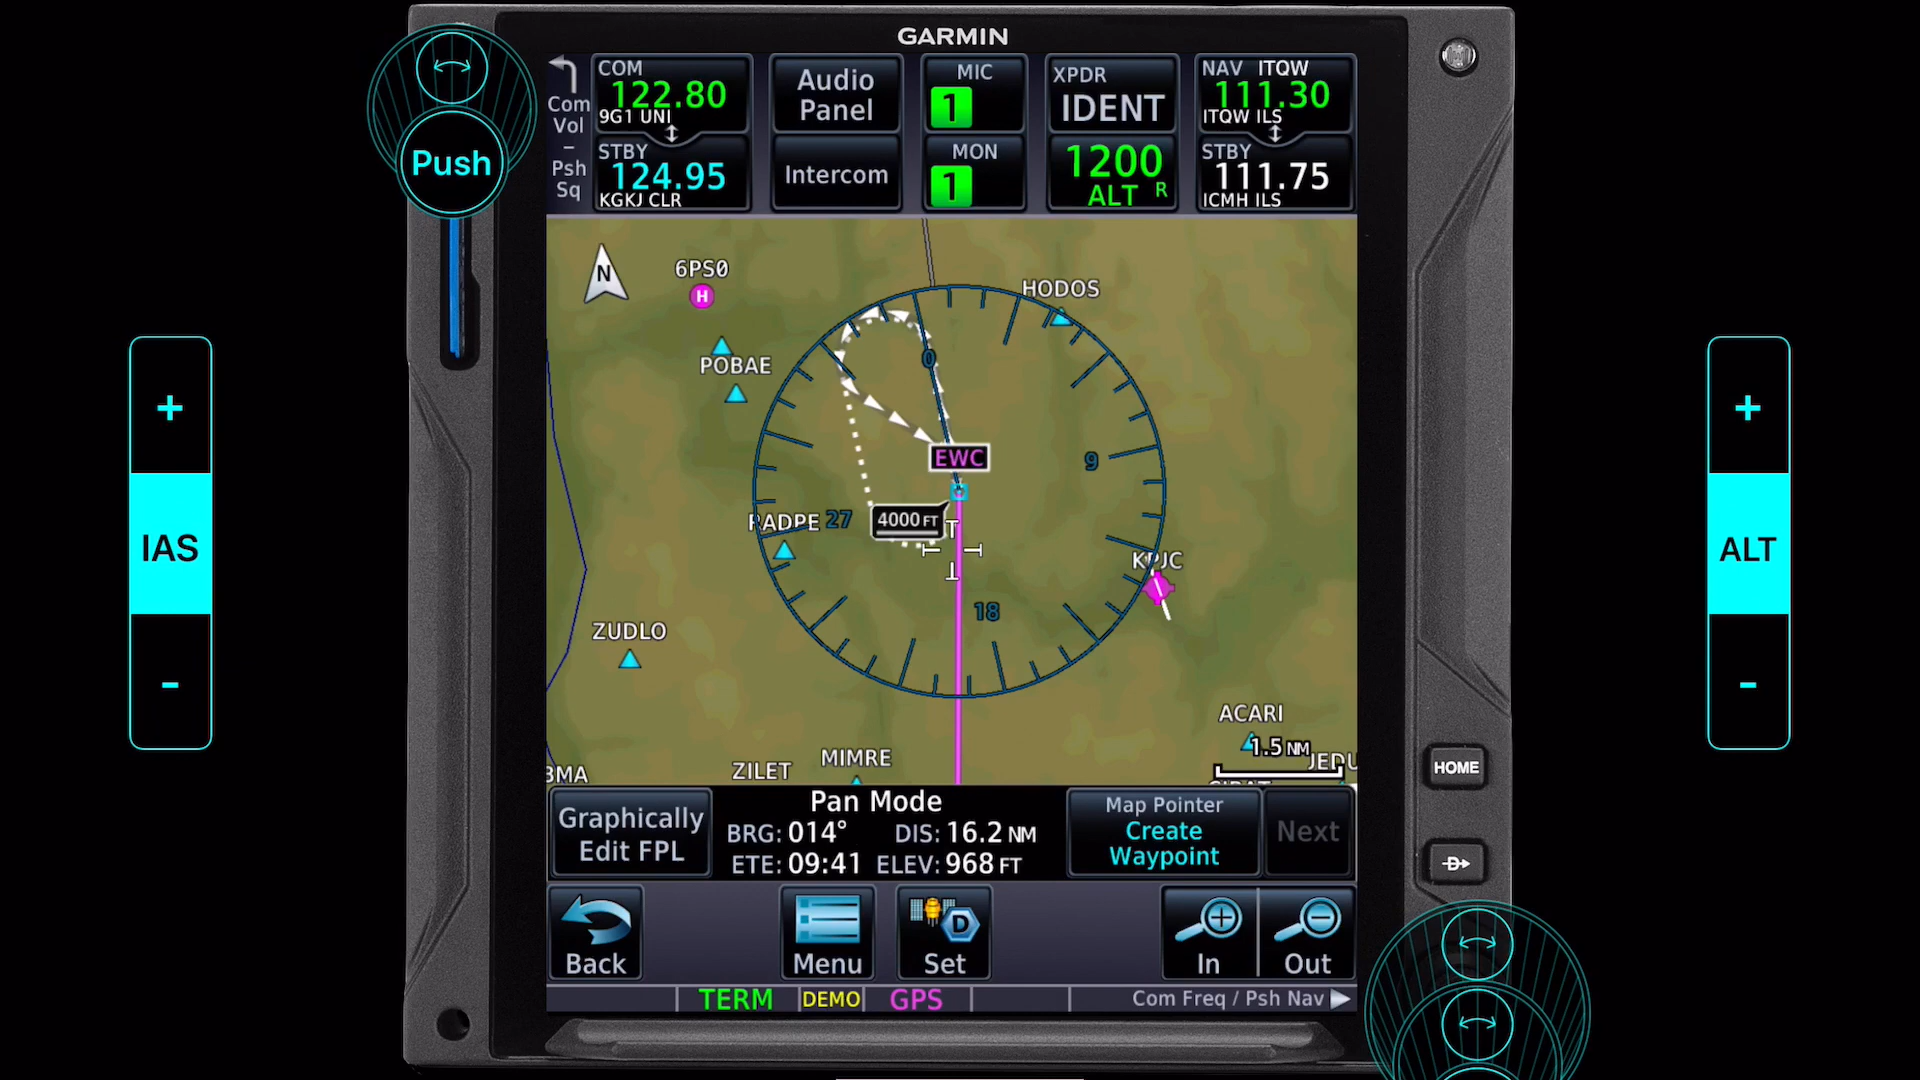 GARMIN
Com
Vol
-
Psh
Sq
COM
122.80
9G1 UNI
STBY
124.95
KGKJ CLR
Audio
Panel
Intercom
MIC
1
MON
1
XPDR
IDENT
1200
ALT R
NAV ITQW
111.30
ITQW ILS
STBY
111.75
ICMH ILS
Push
N
6PS0
H
HODOS
POBAE
0
EWC
9
RADPE
27
4000 FT
KPJC
18
ZUDLO
ACARI
1.5 NM
MIMRE
ZILET
+
IAS
-
+
ALT
-
HOME
D
Graphically
Edit FPL
Pan Mode
BRG: 014° DIS: 16.2 NM
ETE: 09:41 ELEV: 968 FT
Map Pointer
Create
Waypoint
Next
Back
Menu
D
Set
In
Out
TERM DEMO GPS
Com Freq / Psh Nav